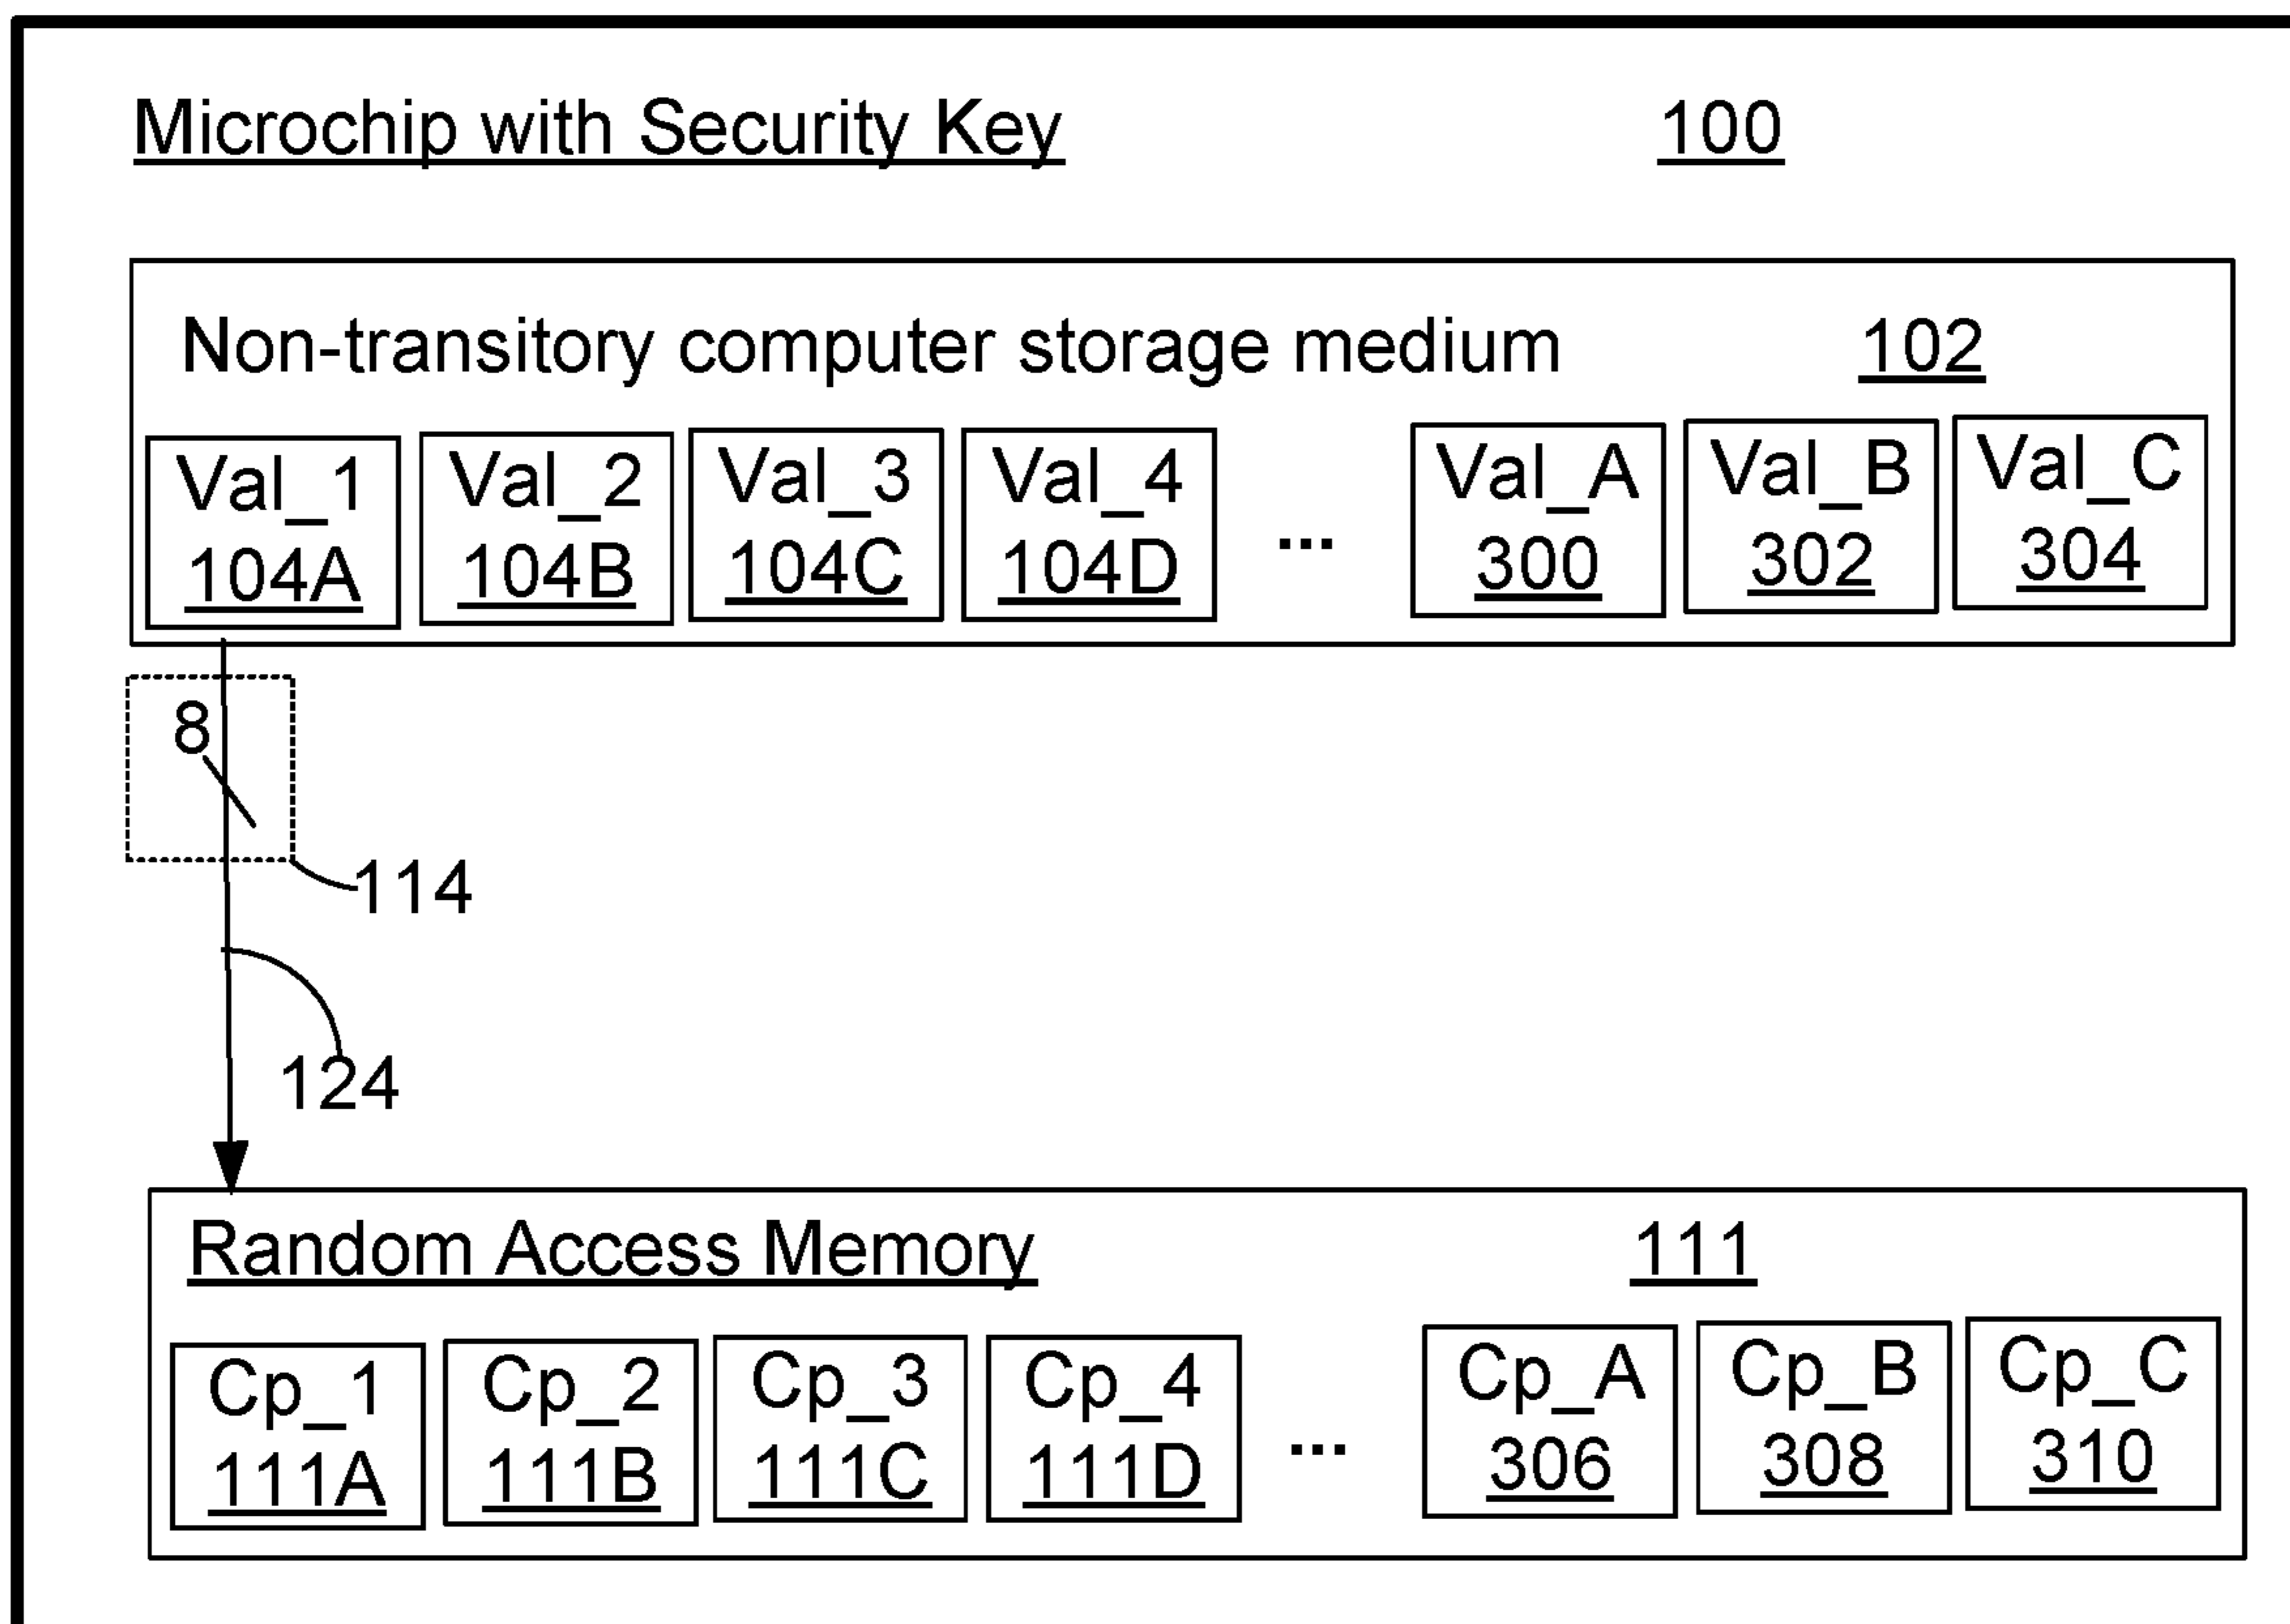 Microchip with Security Key 100
Non-transitory computer storage medium 102
Val_1 Val_2 Val_3 Val_4 ... Val_A Val_B Val_C
104A 104B 104C 104D 300 302 304
8
114
124
Random Access Memory 111
Cp_1 Cp_2 Cp_3 Cp_4 ... Cp_A Cp_B Cp_C
111A 111B 111C 111D 306 308 310